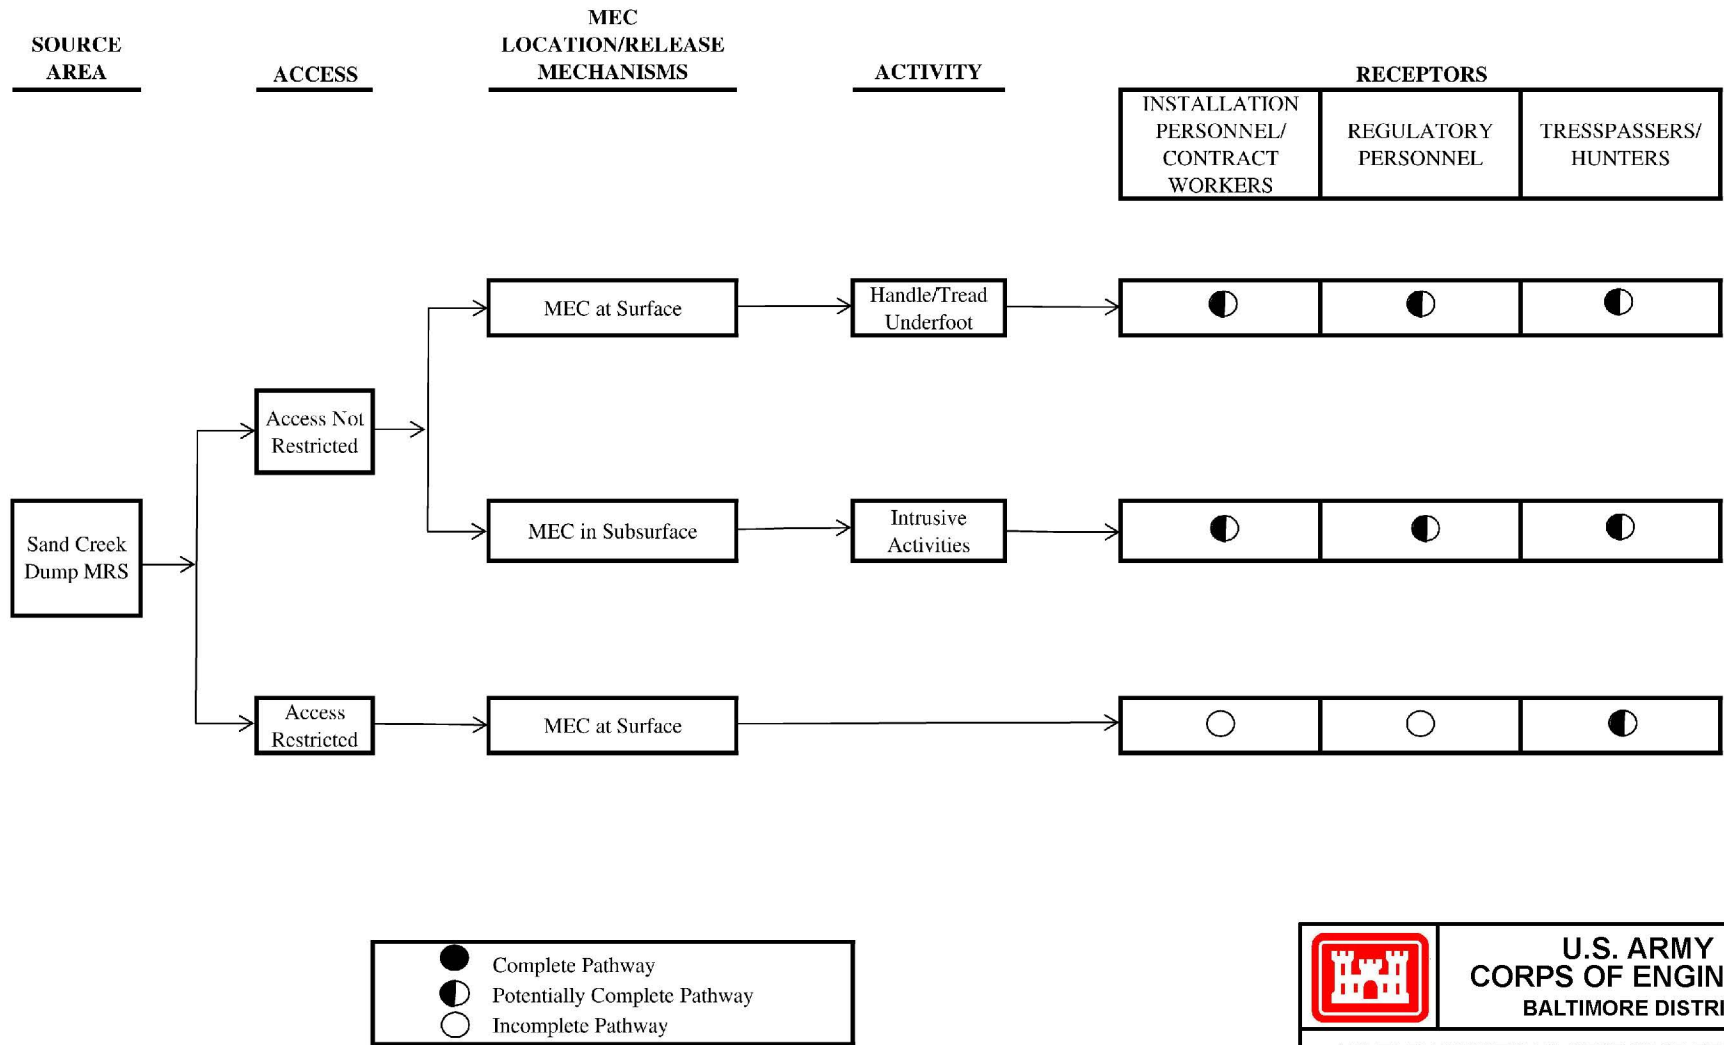 SOURCE
AREA
ACCESS
MEC
LOCATION/RELEASE
MECHANISMS
ACTIVITY
RECEPTORS
INSTALLATION
PERSONNEL/
CONTRACT
WORKERS
REGULATORY
PERSONNEL
TRESSPASSERS/
HUNTERS
MEC at Surface
Handle/Tread
Underfoot
Access Not
Restricted
Sand Creek
Dump MRS
MEC in Subsurface
Intrusive
Activities
Access
Restricted
MEC at Surface
Complete Pathway
Potentially Complete Pathway
Incomplete Pathway
U.S. ARMY
CORPS OF ENGIN
BALTIMORE DISTRI